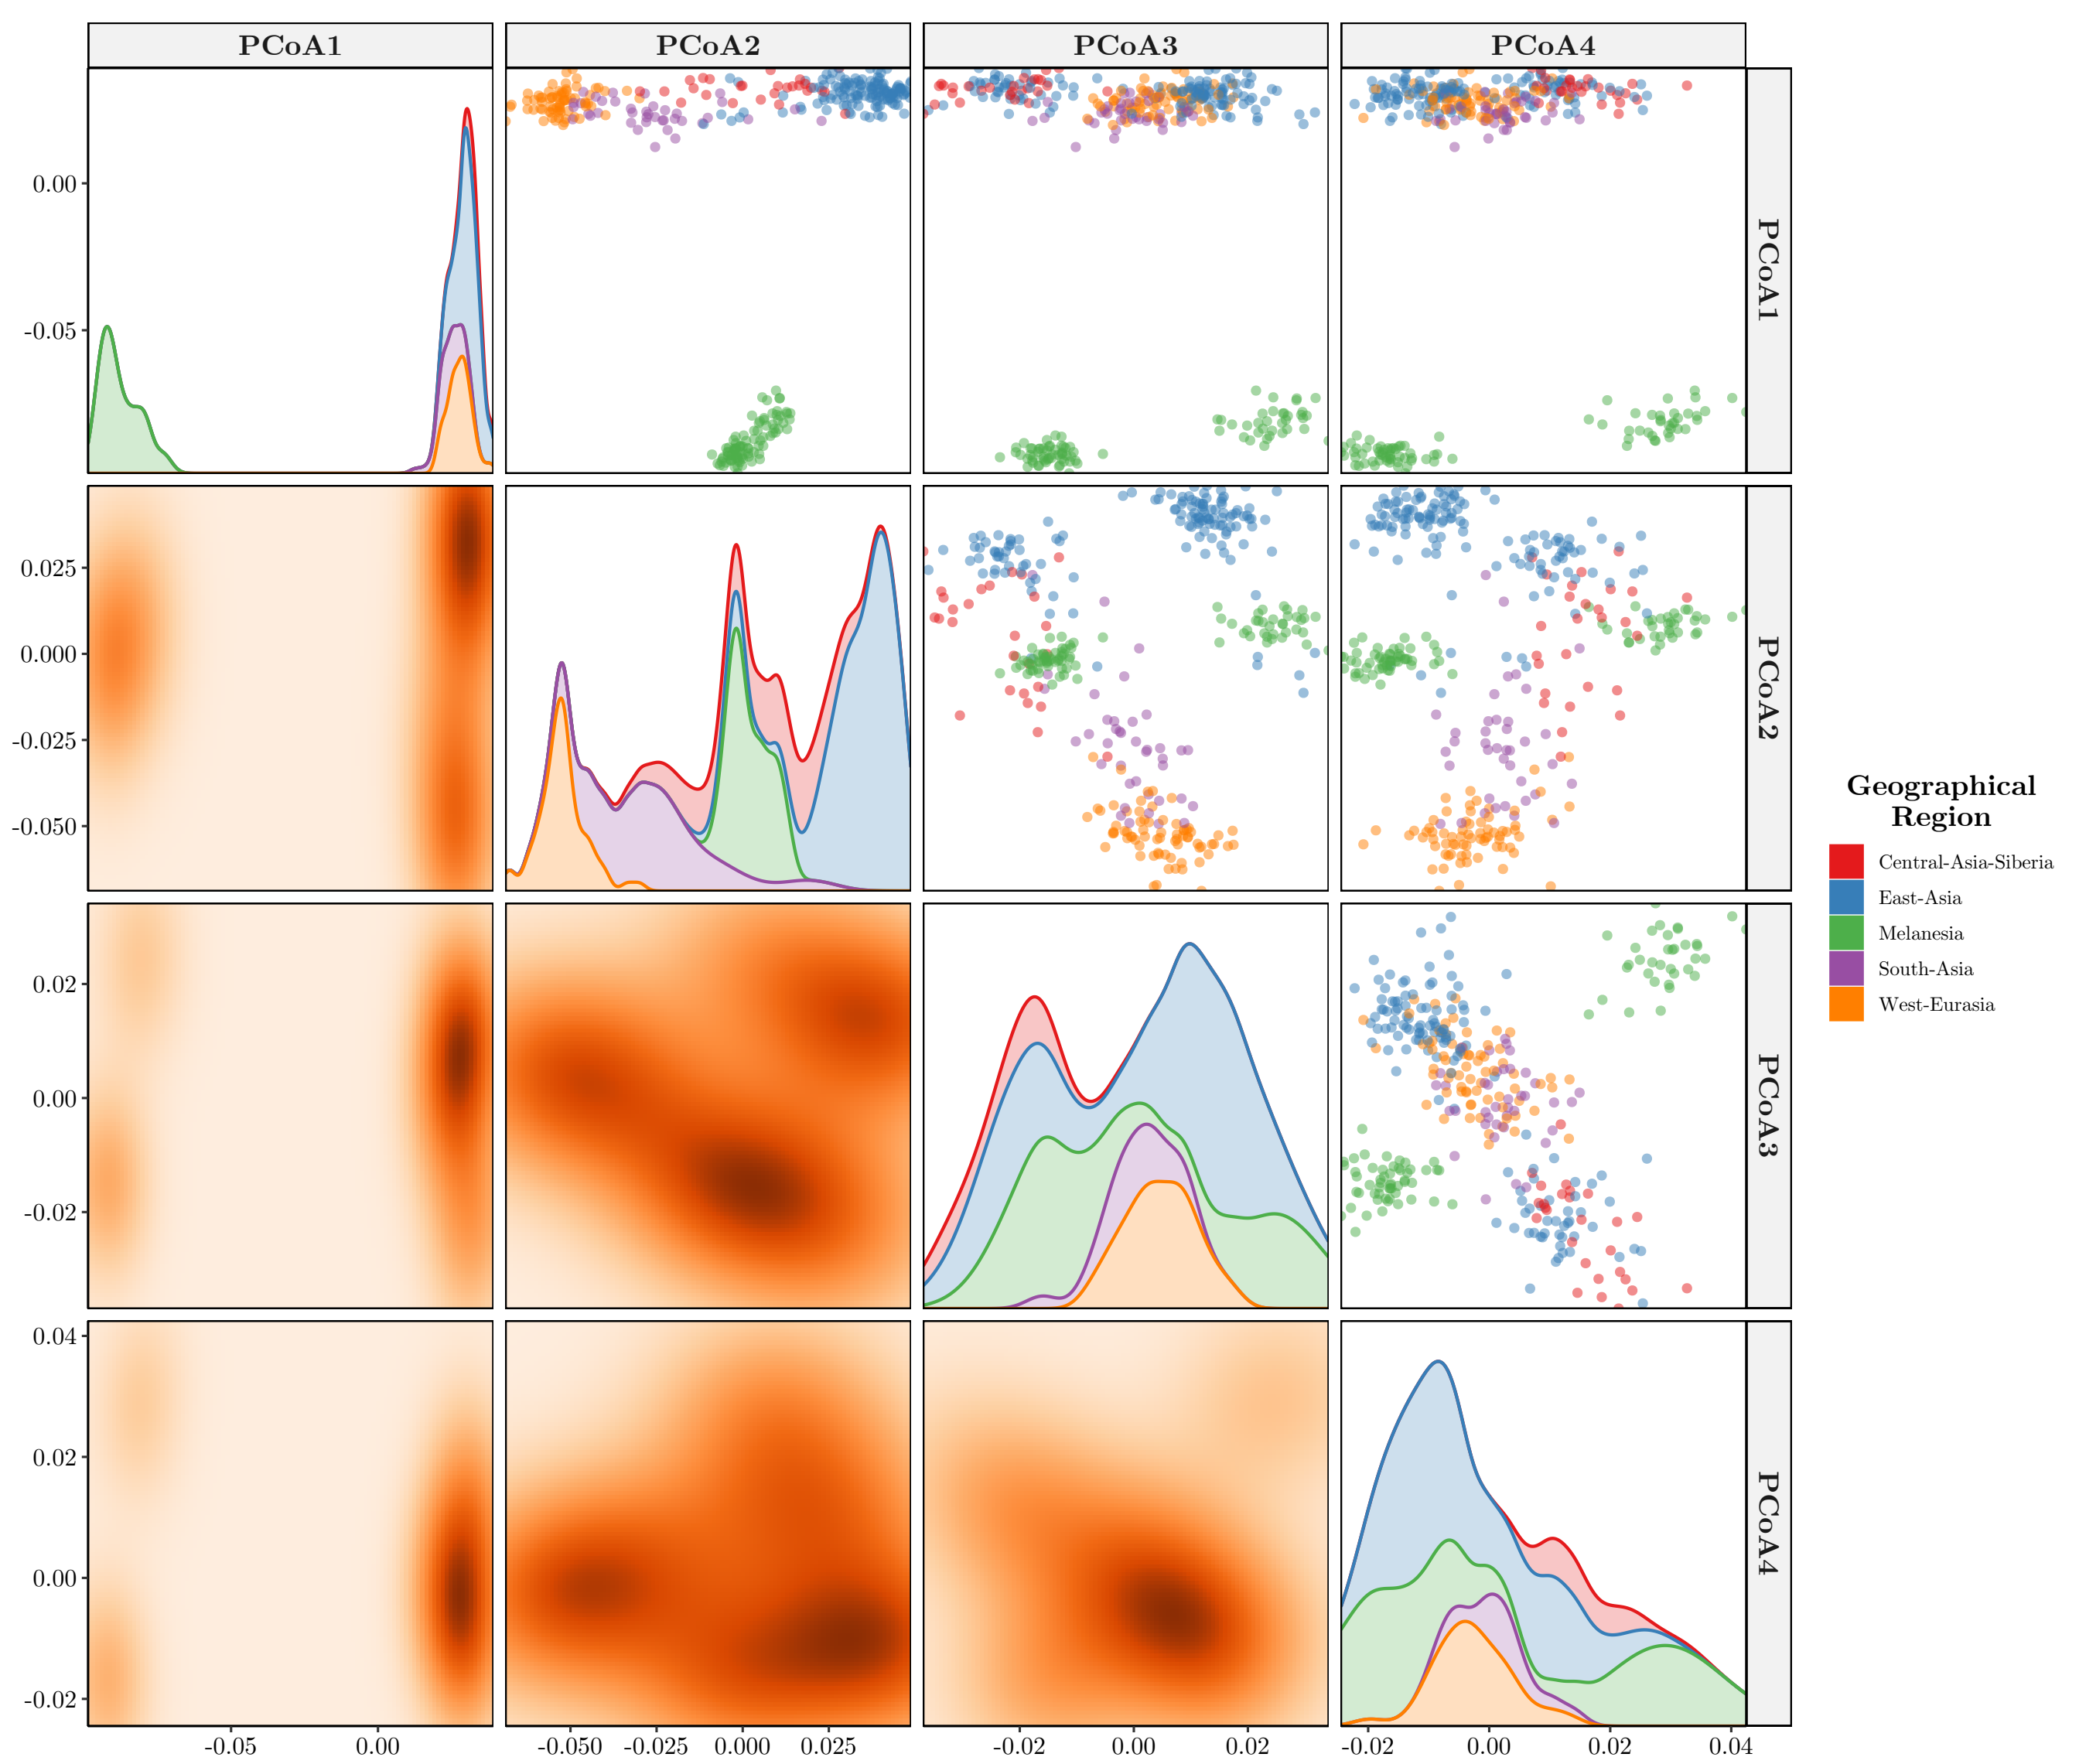 PCoA1
PCoA2
PCoA3
PCoA4
0.00
-0.05
PCoA1
0.025
0.000
-0.025
-0.050
PCoA2
0.02
0.00
-0.02
PCoA3
0.04
0.02
0.00
-0.02
PCoA4
-0.05
0.00
-0.050
-0.025
0.000
0.025
-0.02
0.00
0.02
-0.02
0.00
0.02
0.04
Geographical
Region
Central-Asia-Siberia
East-Asia
Melanesia
South-Asia
West-Eurasia